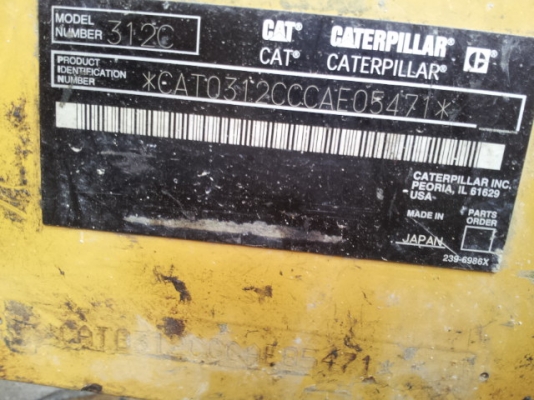 MODEL NUMBER 312C
CAT® CATERPILLAR®
CAT® CATERPILLAR®
PRODUCT IDENTIFICATION NUMBER *CAT0312CCCAE05471*
CATERPILLAR INC.
PEORIA, IL 61629
USA
MADE IN
JAPAN
PARTS ORDER
239-6986X